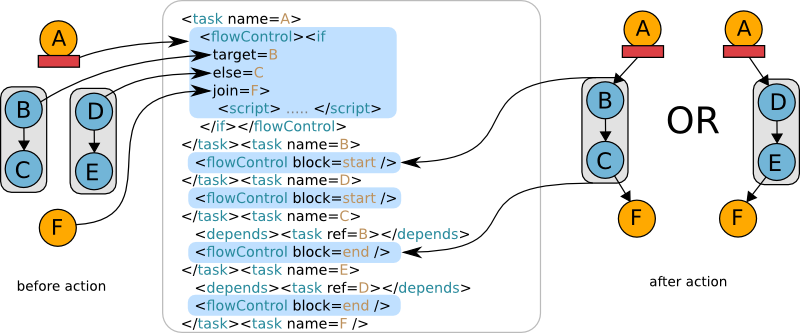 A
B
C
D
E
F
before action
<task name=A>
<flowControl><if
target=B
else=C
join=F>
<script> ..... </script>
</if></flowControl>
</task><task name=B>
<flowControl block=start />
</task><task name=D>
<flowControl block=start />
</task><task name=C>
<depends><task ref=B></depends>
<flowControl block=end />
</task><task name=E>
<depends><task ref=D></depends>
<flowControl block=end />
</task><task name=F />
A
B
C
F
OR
A
D
E
F
after action